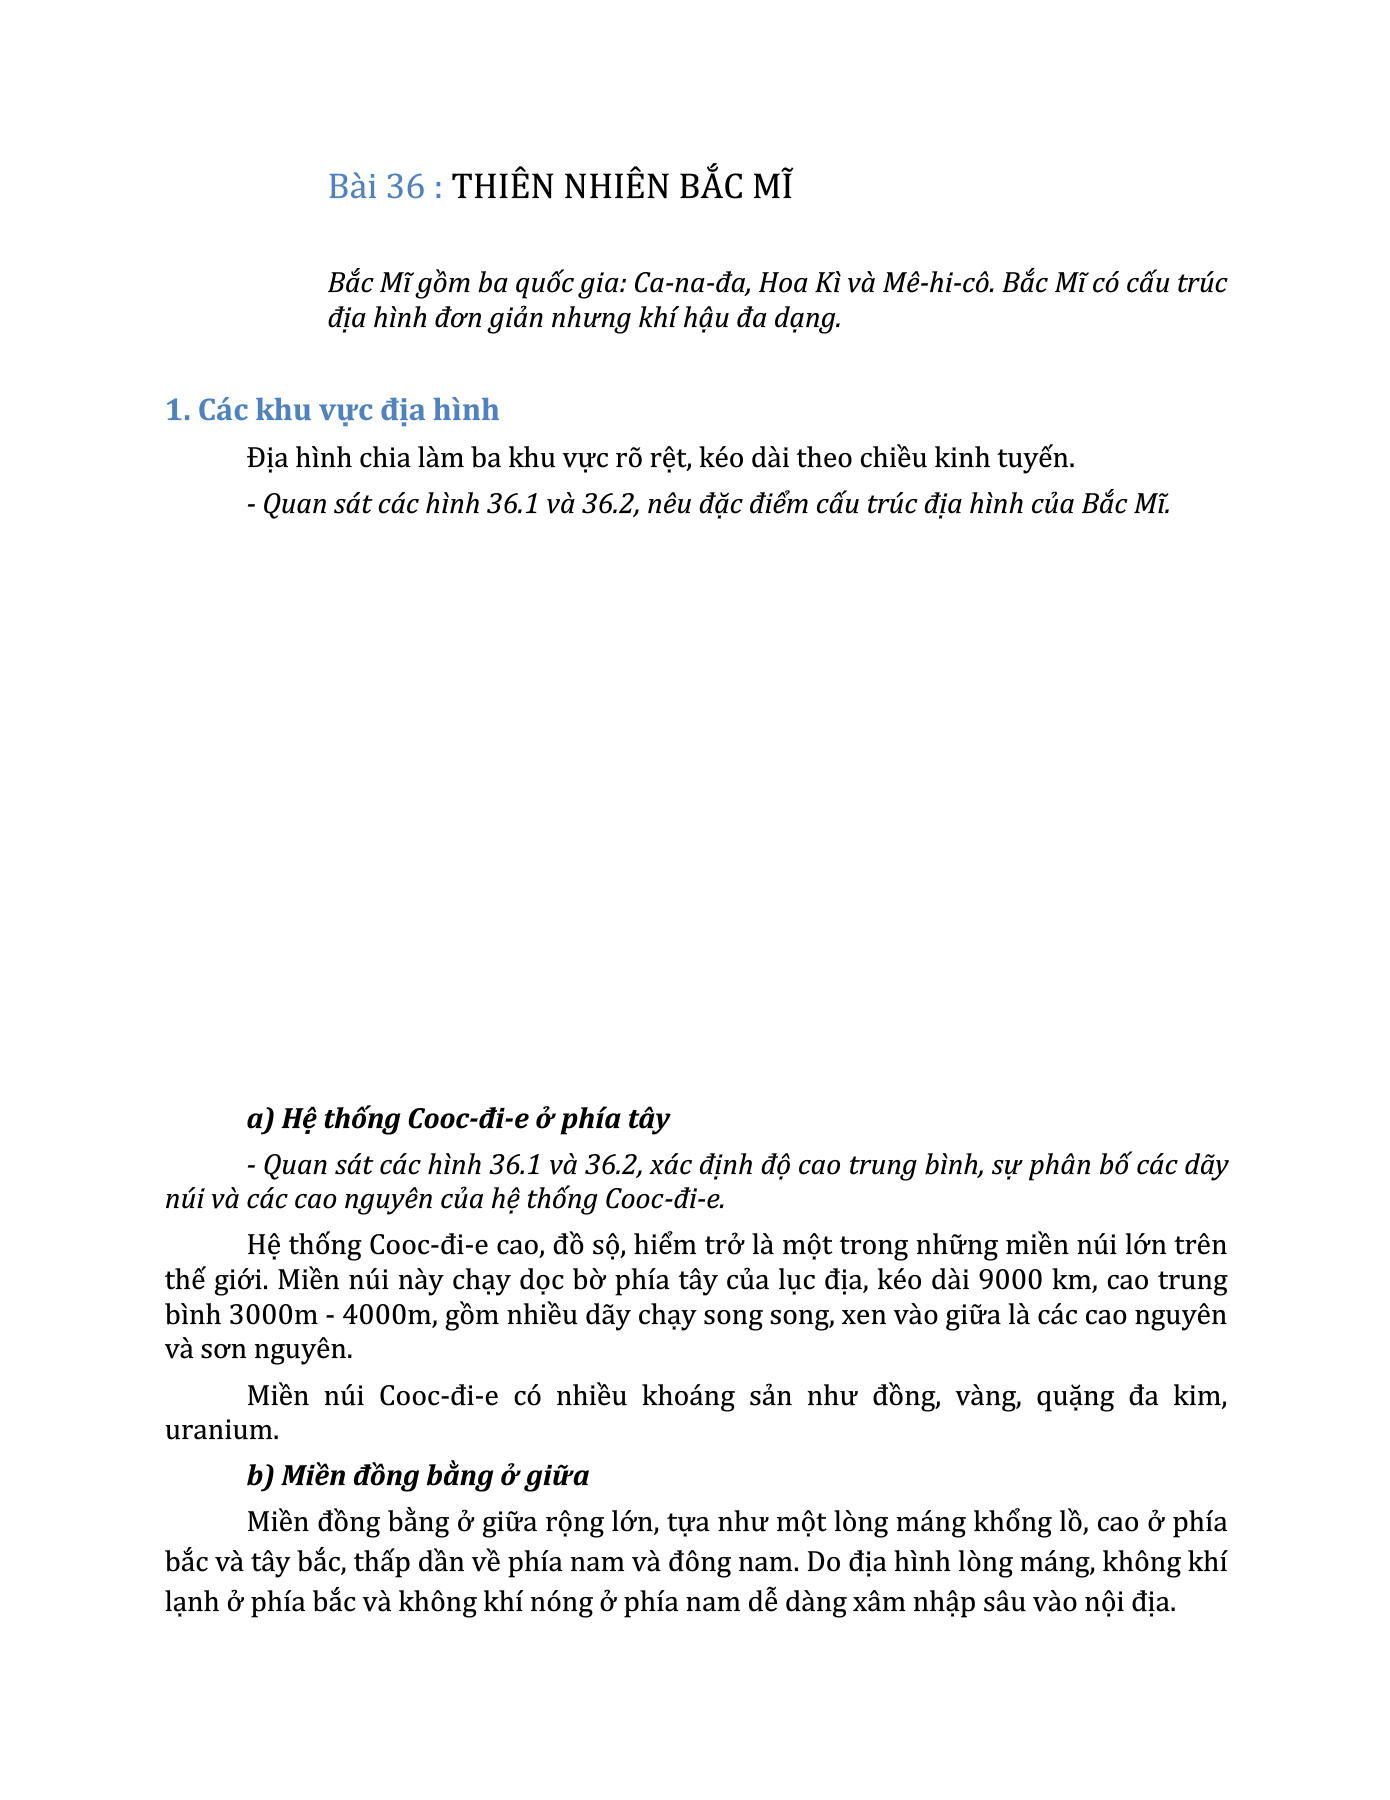 Bài 36 : THIÊN NHIÊN BẮC MĨ
Bắc Mĩ gồm ba quốc gia: Ca-na-đa, Hoa Kì và Mê-hi-cô. Bắc Mĩ có cấu trúc
địa hình đơn giản nhưng khí hậu đa dạng.
1. Các khu vực địa hình
Địa hình chia làm ba khu vực rõ rệt, kéo dài theo chiều kinh tuyến.
- Quan sát các hình 36.1 và 36.2, nêu đặc điểm cấu trúc địa hình của Bắc Mĩ.
a) Hệ thống Cooc-đi-e ở phía tây
- Quan sát các hình 36.1 và 36.2, xác định độ cao trung bình, sự phân bố các dãy
núi và các cao nguyên của hệ thống Cooc-đi-e.
Hệ thống Cooc-đi-e cao, đồ sộ, hiểm trở là một trong những miền núi lớn trên
thế giới. Miền núi này chạy dọc bờ phía tây của lục địa, kéo dài 9000 km, cao trung
bình 3000m - 4000m, gồm nhiều dãy chạy song song, xen vào giữa là các cao nguyên
và sơn nguyên.
Miền núi Cooc-đi-e có nhiều khoáng sản như đồng, vàng, quặng đa kim,
uranium.
b) Miền đồng bằng ở giữa
Miền đồng bằng ở giữa rộng lớn, tựa như một lòng máng khổng lồ, cao ở phía
bắc và tây bắc, thấp dần về phía nam và đông nam. Do địa hình lòng máng, không khí
lạnh ở phía bắc và không khí nóng ở phía nam dễ dàng xâm nhập sâu vào nội địa.